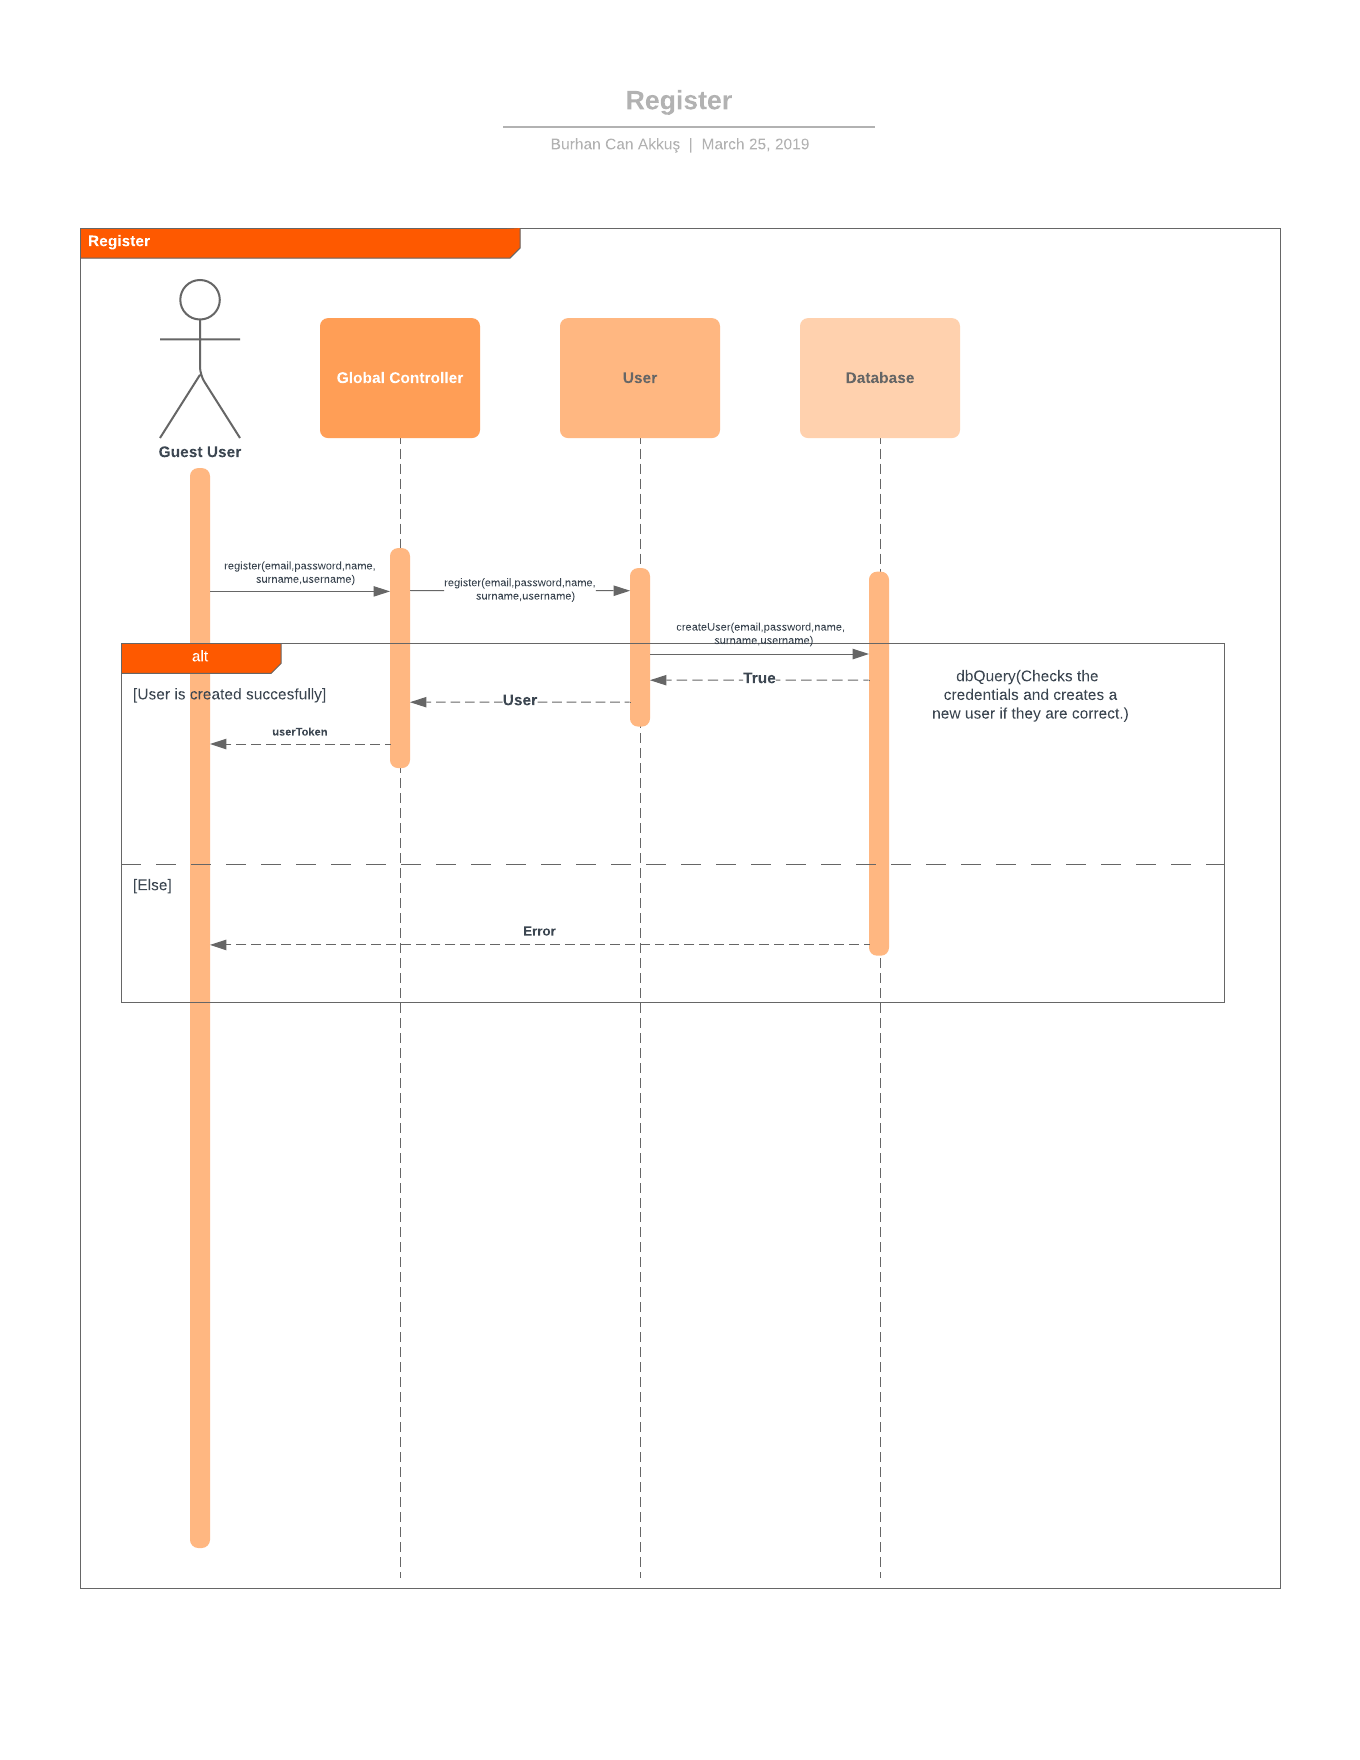 Register
Burhan Can Akkuş | March 25, 2019
Register
Guest User
Global Controller
User
Database
register(email,password,name,
surname,username)
register(email,password,name,
surname,username)
createUser(email,password,name,
surname,username)
alt
[User is created succesfully]
True
User
userToken
dbQuery(Checks the
credentials and creates a
new user if they are correct.)
[Else]
Error